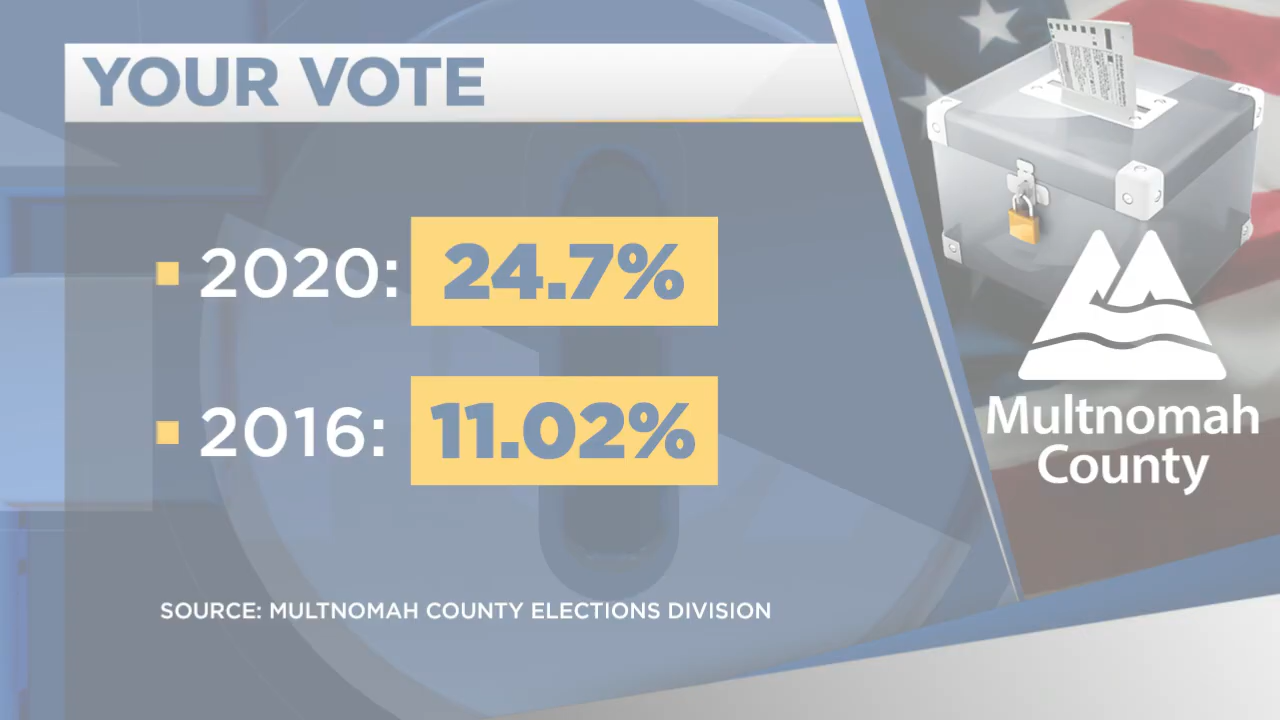 YOUR VOTE
2020: 24.7%
2016: 11.02%
SOURCE: MULTNOMAH COUNTY ELECTIONS DIVISION
Multnomah
County